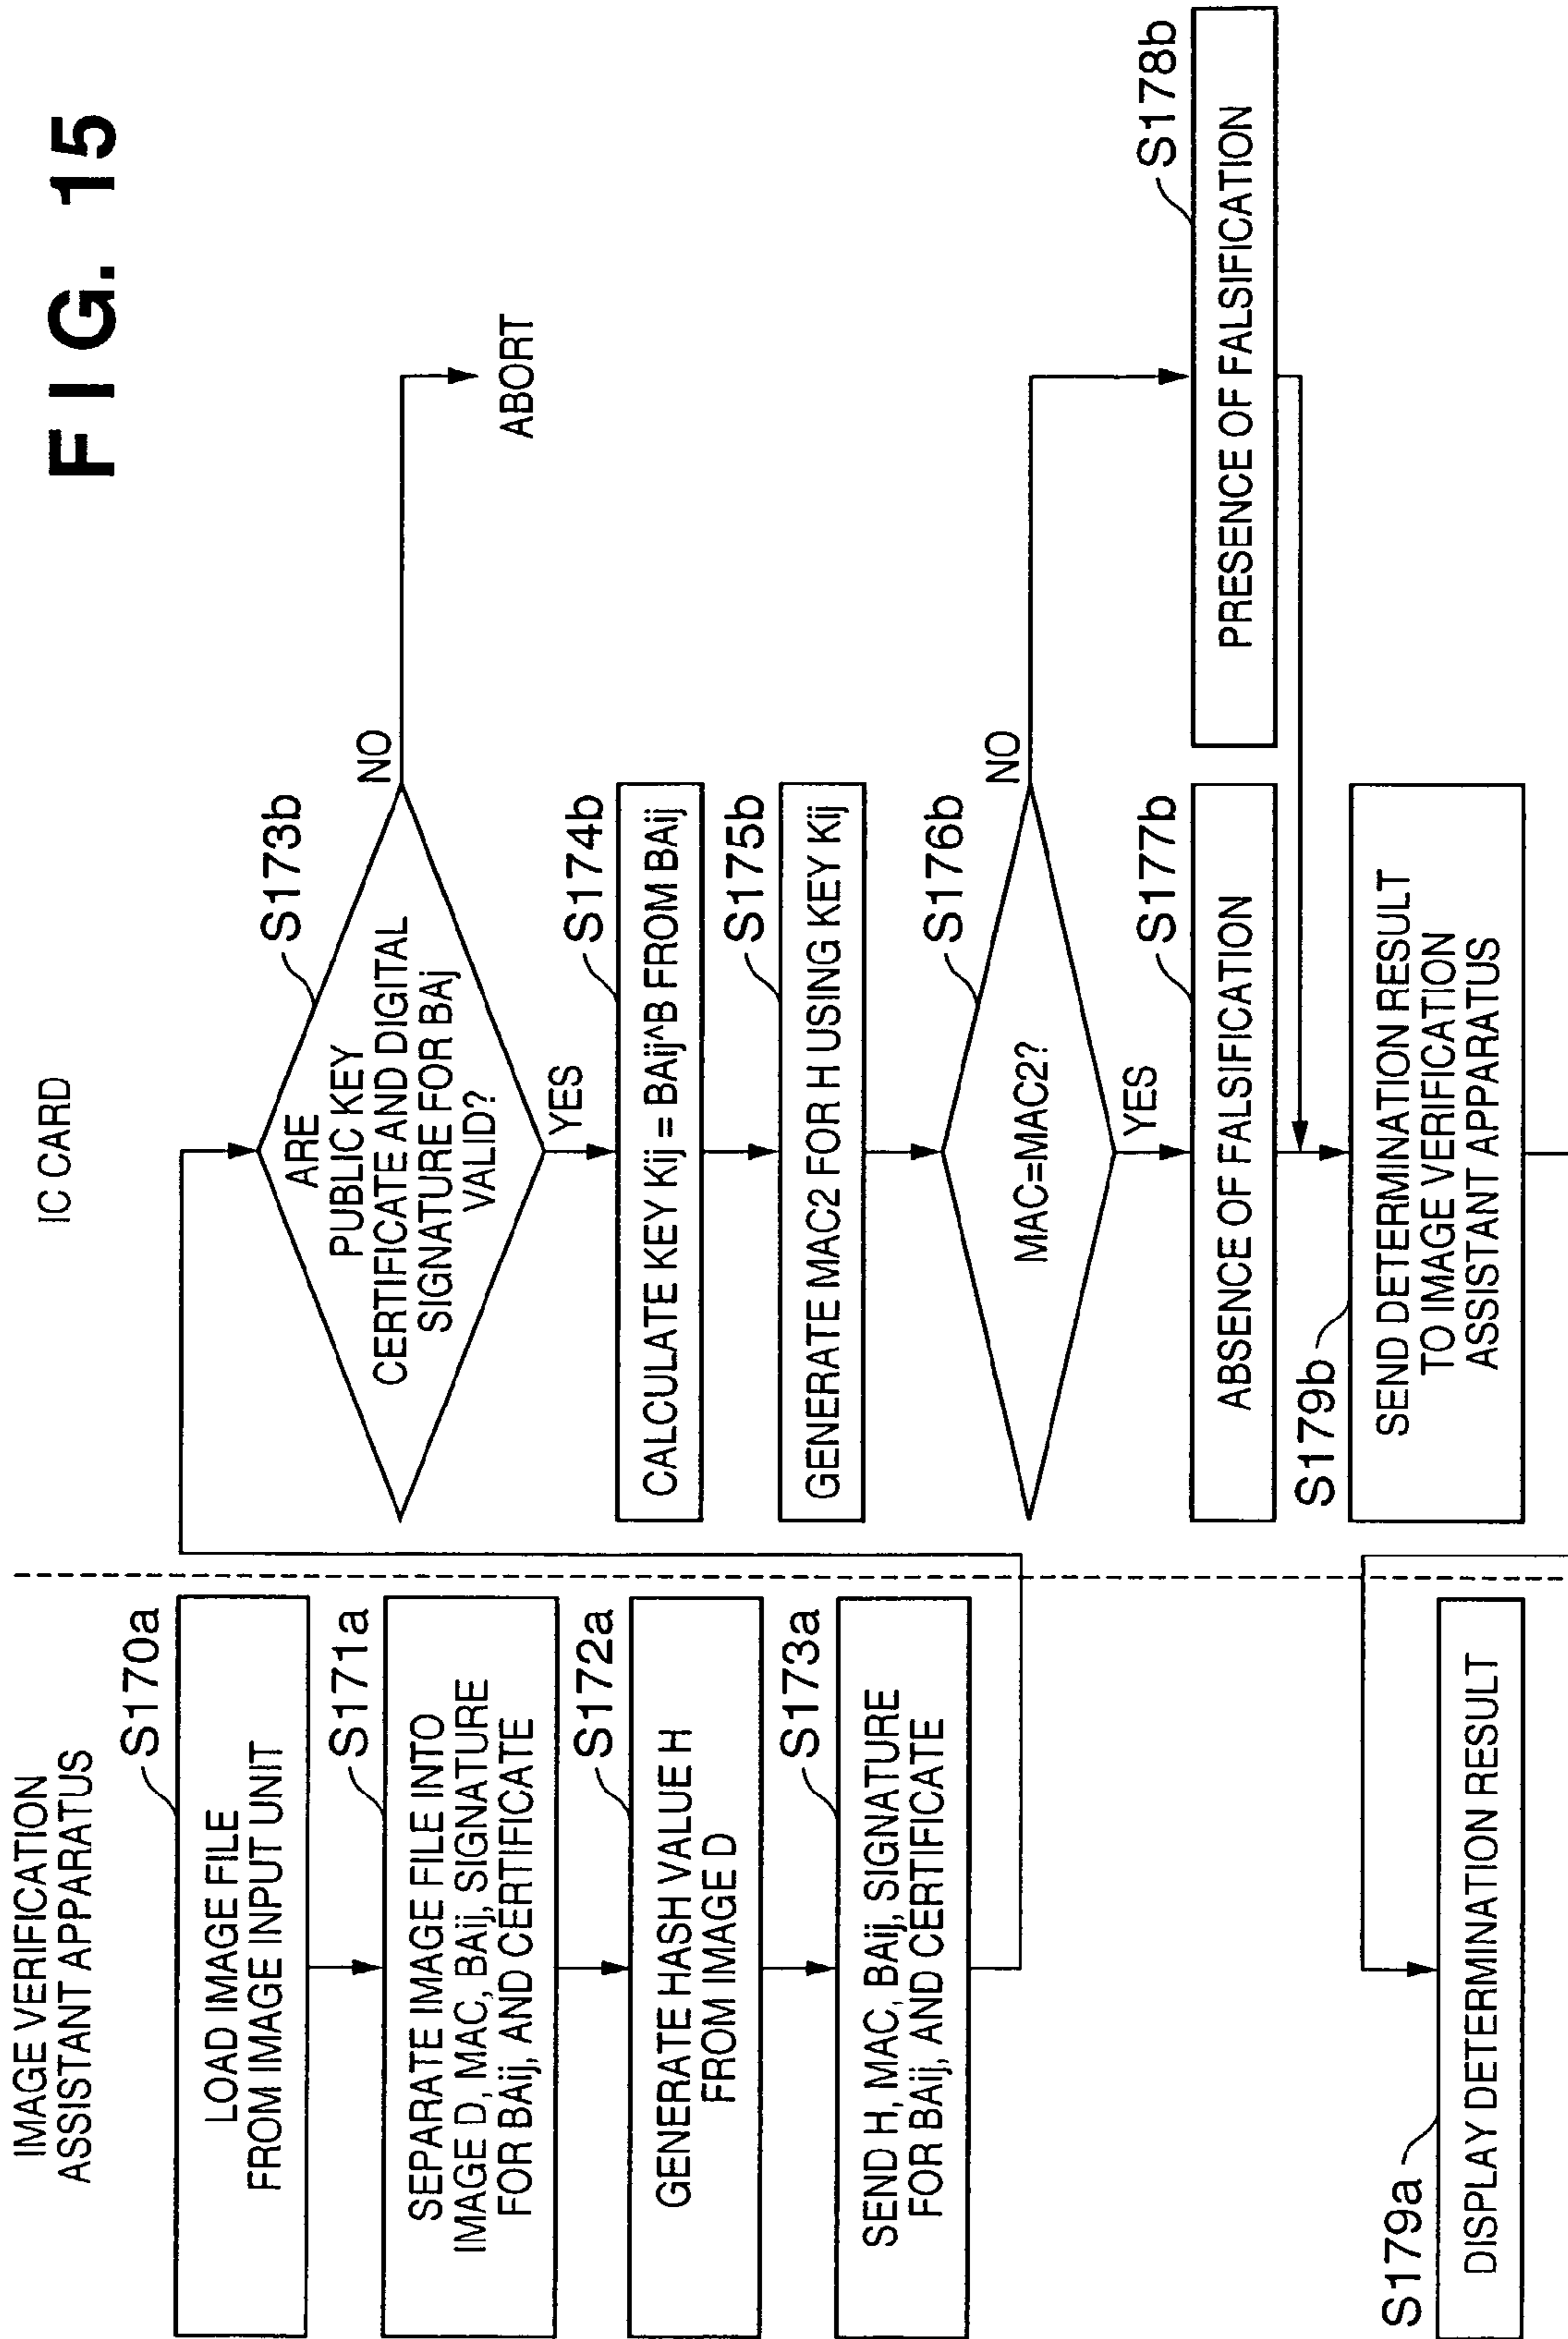 FIG. 15
IMAGE VERIFICATION
ASSISTANT APPARATUS
S170a
LOAD IMAGE FILE
FROM IMAGE INPUT UNIT
S171a
SEPARATE IMAGE FILE INTO
IMAGE D, MAC, BAij, SIGNATURE
FOR BAij, AND CERTIFICATE
S172a
GENERATE HASH VALUE H
FROM IMAGE D
S173a
SEND H, MAC, BAij, SIGNATURE
FOR BAij, AND CERTIFICATE
S179a
DISPLAY DETERMINATION RESULT
IC CARD
S173b
ARE
PUBLIC KEY
CERTIFICATE AND DIGITAL
SIGNATURE FOR BAj
VALID?
NO
ABORT
YES
S174b
CALCULATE KEY Kij = BAij^B FROM BAij
S175b
GENERATE MAC2 FOR H USING KEY Kij
S176b
MAC=MAC2?
NO
YES
S177b
ABSENCE OF FALSIFICATION
S178b
PRESENCE OF FALSIFICATION
S179b
SEND DETERMINATION RESULT
TO IMAGE VERIFICATION
ASSISTANT APPARATUS